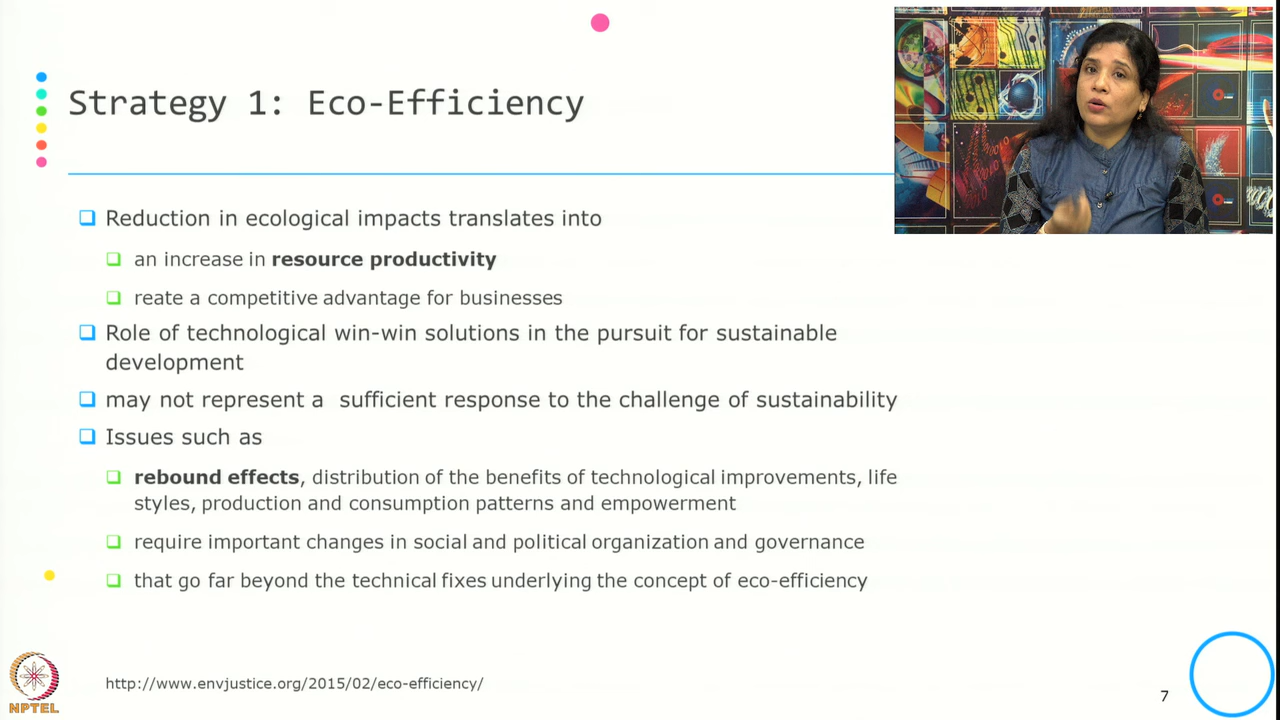 Strategy 1: Eco-Efficiency
Reduction in ecological impacts translates into
an increase in resource productivity
reate a competitive advantage for businesses
Role of technological win-win solutions in the pursuit for sustainable
development
may not represent a sufficient response to the challenge of sustainability
Issues such as
rebound effects, distribution of the benefits of technological improvements, life
styles, production and consumption patterns and empowerment
require important changes in social and political organization and governance
that go far beyond the technical fixes underlying the concept of eco-efficiency
http://www.envjustice.org/2015/02/eco-efficiency/
7
NPTEL